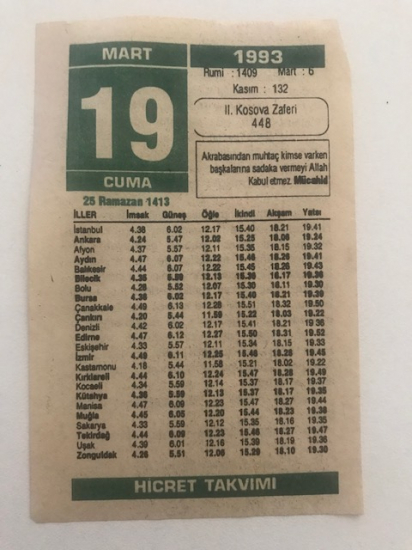 MART
1993
19
Rumi : 1409 Mart : 6
Kasım : 132
II. Kosova Zaferi
448
Akrabasından muhtaç kimse varken
başkalarına sadaka vermeyi Allah
Kabul etmez. Mücahid
CUMA
25 Ramazan 1413
İLLER İmsak Güneş Öğle İkindi Akşam Yatsı
İstanbul 4.38 6.02 12.17 15.40 18.21 19.41
Ankara 4.24 5.47 12.02 15.25 18.06 19.24
Afyon 4.37 5.57 12.11 15.35 18.15 19.32
Aydın 4.47 6.07 12.22 15.46 18.26 19.41
Balıkesir 4.44 6.07 12.22 15.45 18.26 19.43
Bilecik 4.35 5.59 12.13 15.36 18.17 19.36
Bolu 4.28 5.52 12.07 15.30 18.11 19.30
Bursa 4.38 6.02 12.17 15.40 18.21 19.39
Çanakkale 4.49 6.13 12.28 15.51 18.32 19.50
Çankırı 4.20 5.44 11.59 15.22 18.03 19.22
Denizli 4.42 6.02 12.17 15.41 18.21 19.36
Edirne 4.47 6.12 12.27 15.50 18.31 19.52
Eskişehir 4.33 5.57 12.11 15.34 18.15 19.33
İzmir 4.49 6.11 12.25 15.48 18.28 19.45
Kastamonu 4.18 5.44 11.58 15.21 18.02 19.22
Kırklareli 4.44 6.10 12.24 15.47 18.28 19.49
Kocaeli 4.34 5.59 12.14 15.37 18.17 19.37
Kütahya 4.36 5.59 12.13 15.37 18.17 19.35
Manisa 4.47 6.09 12.23 15.47 18.27 19.44
Muğla 4.45 6.05 12.20 15.44 18.23 19.38
Sakarya 4.33 5.59 12.12 15.35 18.16 19.35
Tekirdağ 4.44 6.09 12.23 15.46 18.27 19.47
Uşak 4.39 6.01 12.16 15.39 18.19 19.36
Zonguldak 4.26 5.51 12.06 15.29 18.10 19.30
HİCRET TAKVİMİ